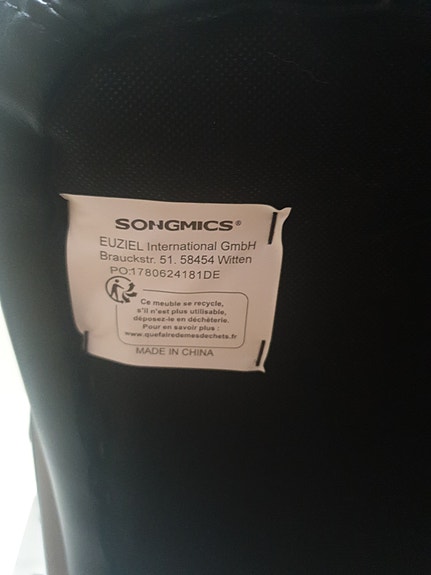 SONGMICS®
EUZIEL International GmbH
Brauckstr. 51. 58454 Witten
PO:1780624181DE
Ce meuble se recycle,
s'il n'est plus utilisable,
déposez-le en déchèterie.
Pour en savoir plus :
www.quefairedemesdechets.fr
MADE IN CHINA